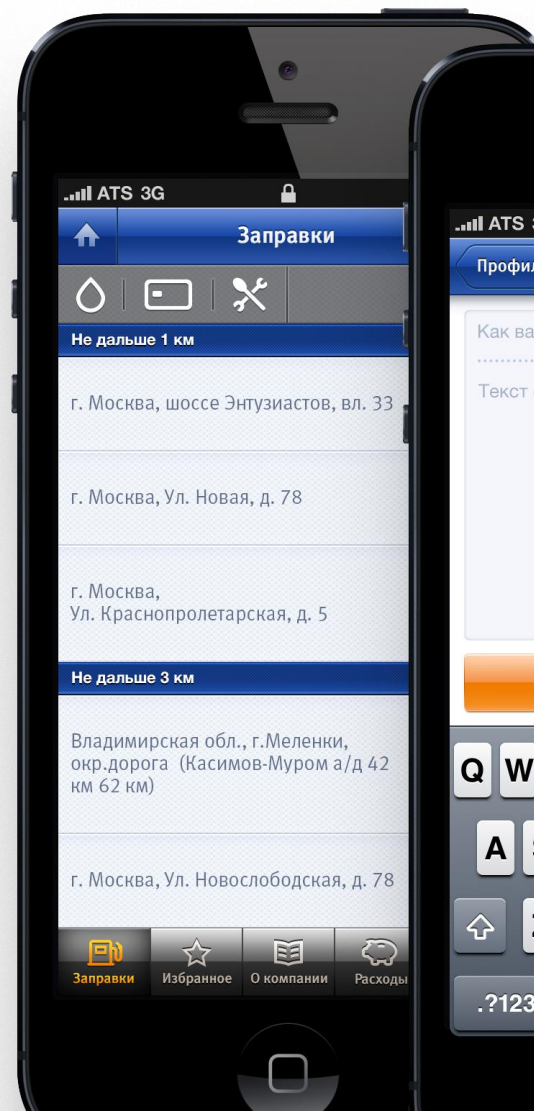 ATS 3G
Заправки
Не дальше 1 км
г. Москва, шоссе Энтузиастов, вл. 33
г. Москва, Ул. Новая, д. 78
г. Москва,
Ул. Краснопролетарская, д. 5
Не дальше 3 км
Владимирская обл., г.Меленки,
окр.дорога (Касимов-Муром а/д 42
км 62 км)
г. Москва, Ул. Новослободская, д. 78
Заправки
Избранное
О компании
Расходы
ATS
Как
Текст
Q W
A
.?123